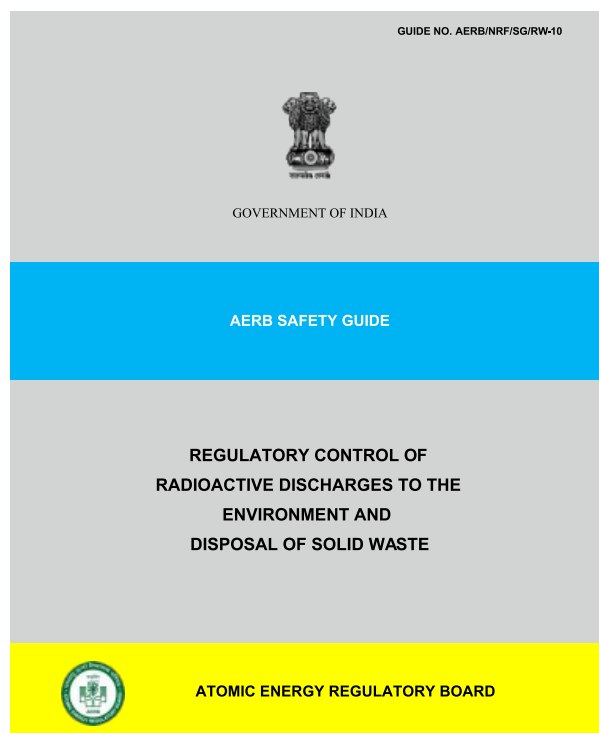 GUIDE NO. AERB/NRF/SG/RW-10
GOVERNMENT OF INDIA
AERB SAFETY GUIDE
REGULATORY CONTROL OF
RADIOACTIVE DISCHARGES TO THE
ENVIRONMENT AND
DISPOSAL OF SOLID WASTE
ATOMIC ENERGY REGULATORY BOARD